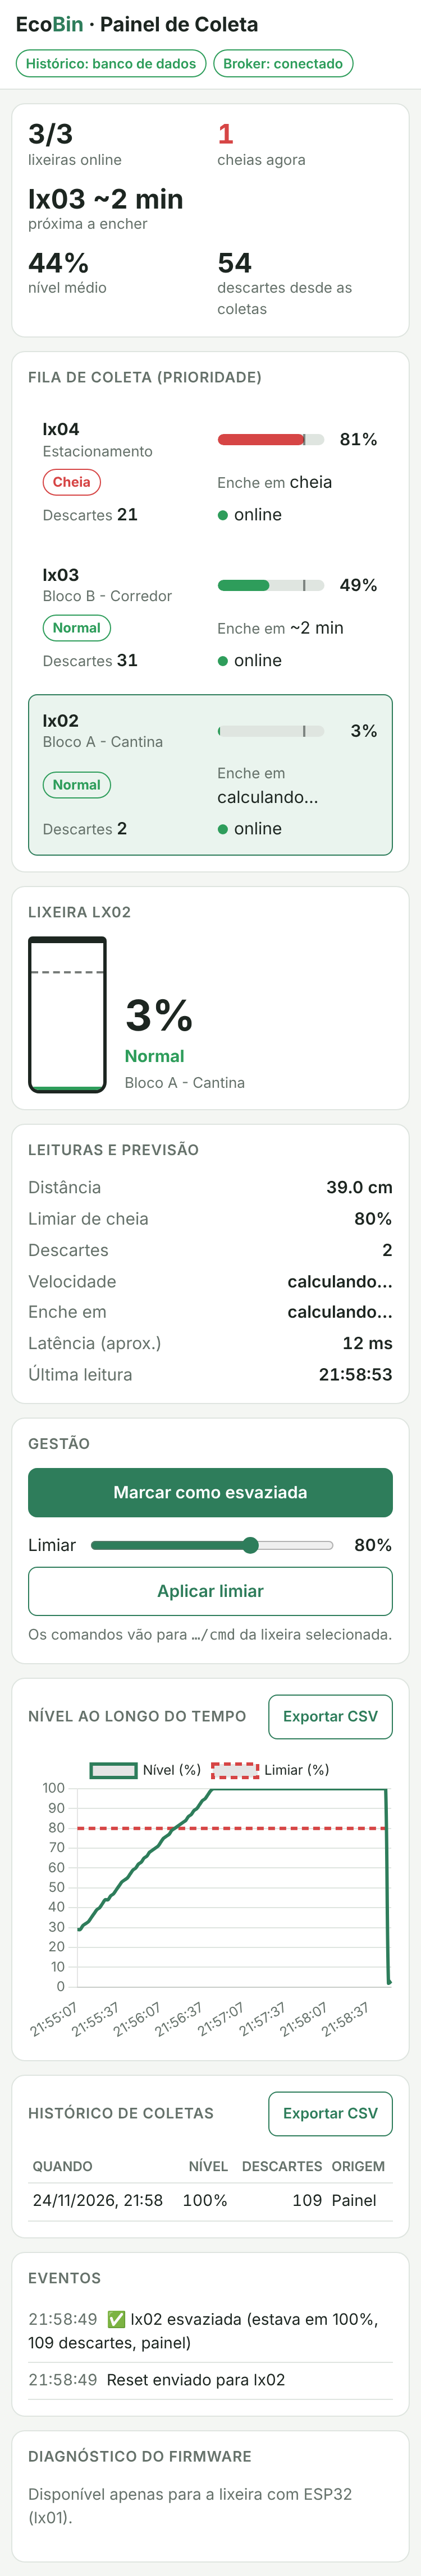 EcoBin · Painel de Coleta
Histórico: banco de dados
Broker: conectado
3/3
lixeiras online
1
cheias agora
lx03 ~2 min
próxima a encher
44%
nível médio
54
descartes desde as
coletas
FILA DE COLETA (PRIORIDADE)
lx04
Estacionamento
81%
Cheia
Enche em cheia
Descartes 21
online
lx03
Bloco B - Corredor
49%
Normal
Enche em ~2 min
Descartes 31
online
lx02
Bloco A - Cantina
3%
Normal
Enche em
calculando...
Descartes 2
online
LIXEIRA LX02
3%
Normal
Bloco A - Cantina
LEITURAS E PREVISÃO
Distância 39.0 cm
Limiar de cheia 80%
Descartes 2
Velocidade calculando...
Enche em calculando...
Latência (aprox.) 12 ms
Última leitura 21:58:53
GESTÃO
Marcar como esvaziada
Limiar 80%
Aplicar limiar
Os comandos vão para …/cmd da lixeira selecionada.
NÍVEL AO LONGO DO TEMPO
Exportar CSV
Nível (%) Limiar (%)
100
90
80
70
60
50
40
30
20
10
0
21:55:07
21:55:37
21:56:07
21:56:37
21:57:07
21:57:37
21:58:07
21:58:37
HISTÓRICO DE COLETAS
Exportar CSV
QUANDO NÍVEL DESCARTES ORIGEM
24/11/2026, 21:58 100% 109 Painel
EVENTOS
21:58:49 ✅ lx02 esvaziada (estava em 100%,
109 descartes, painel)
21:58:49 Reset enviado para lx02
DIAGNÓSTICO DO FIRMWARE
Disponível apenas para a lixeira com ESP32
(lx01).